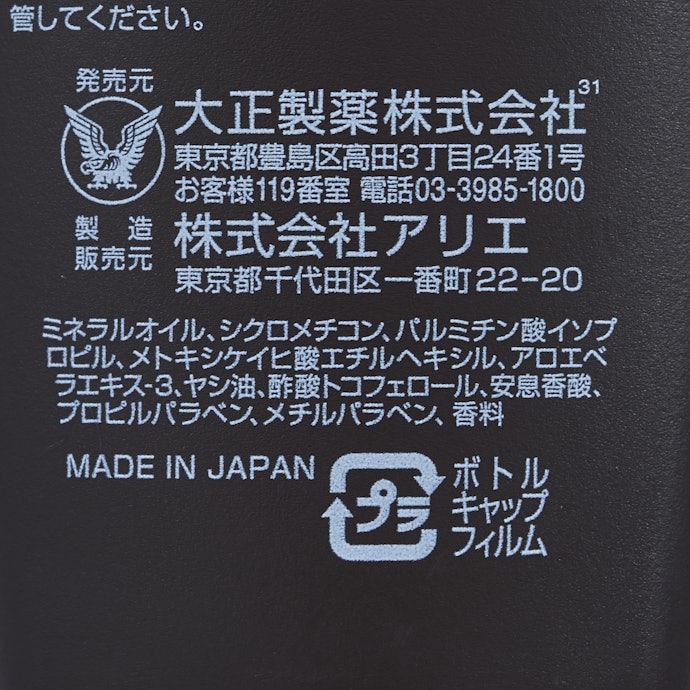 管してください。
発売元
大正製薬株式会社31
東京都豊島区高田3丁目24番1号
お客様119番室 電話03-3985-1800
製造
販売元
株式会社アリエ
東京都千代田区一番町22-20
ミネラルオイル、シクロメチコン、パルミチン酸イソプ
ロピル、メトキシケイヒ酸エチルヘキシル、アロエベ
ラエキス-3、ヤシ油、酢酸トコフェロール、安息香酸、
プロピルパラベン、メチルパラベン、香料
MADE IN JAPAN
プラ
ボトル
キャップ
フィルム